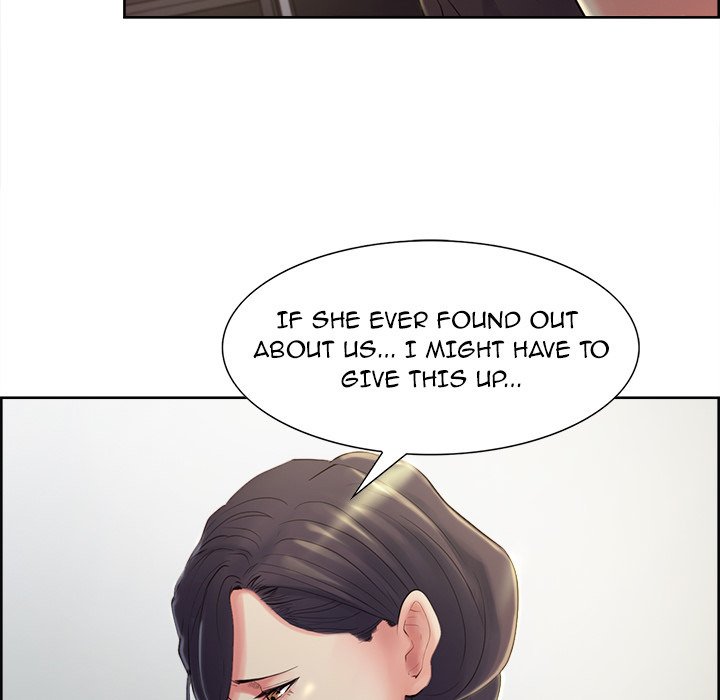 IF SHE EVER FOUND OUT
ABOUT US... I MIGHT HAVE TO
GIVE THIS UP...